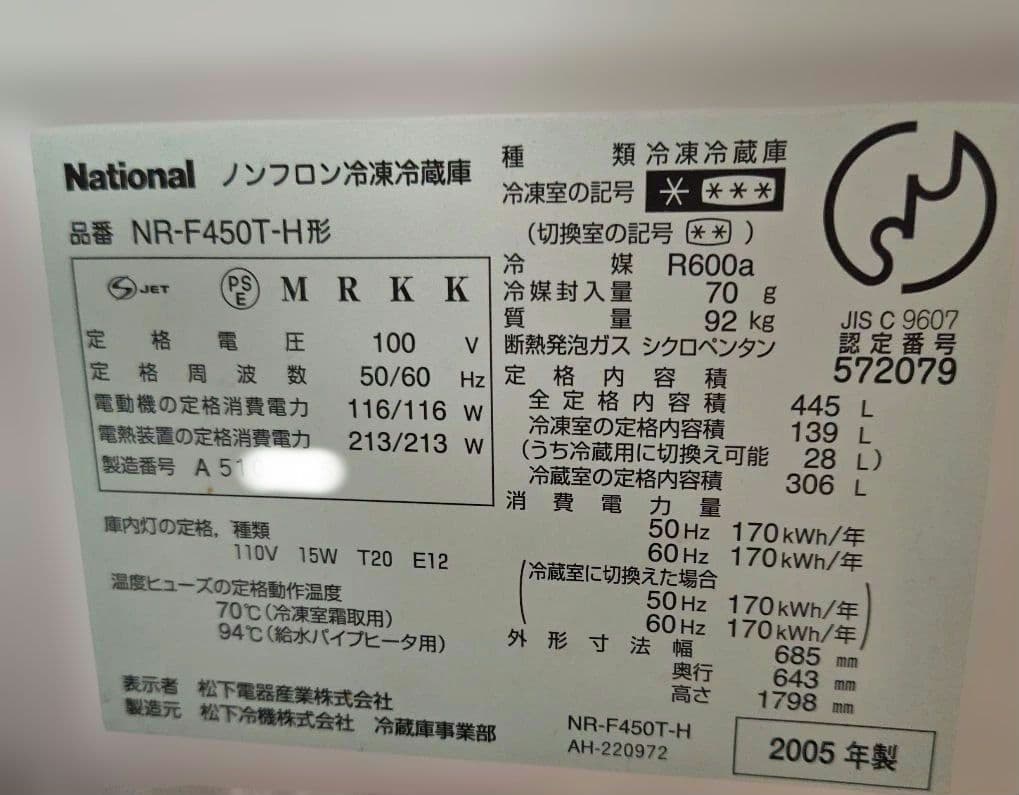 National ノンフロン冷凍冷蔵庫
品番 NR-F450T-H形
JET PSE M R K K
定格電圧 100 V
定格周波数 50/60 Hz
電動機の定格消費電力 116/116 W
電熱装置の定格消費電力 213/213 W
製造番号 A 51
庫内灯の定格，種類
110V 15W T20 E12
温度ヒューズの定格動作温度
70℃(冷凍室霜取用)
94℃(給水パイプヒータ用)
表示者 松下電器産業株式会社
製造元 松下冷機株式会社 冷蔵庫事業部
種類 冷凍冷蔵庫
冷凍室の記号 * ***
(切換室の記号 ** )
冷媒 R600a
冷媒封入量 70 g
質量 92 kg
断熱発泡ガス シクロペンタン
定格内容積
全定格内容積 445 L
冷凍室の定格内容積 139 L
(うち冷蔵用に切換え可能 28 L)
冷蔵室の定格内容積 306 L
消費電力量
50Hz 170kWh/年
60Hz 170kWh/年
(冷蔵室に切換えた場合
50Hz 170kWh/年
60Hz 170kWh/年)
外形寸法 幅 685 mm
奥行 643 mm
高さ 1798 mm
NR-F450T-H
AH-220972
2005年製
JIS C 9607
認定番号
572079